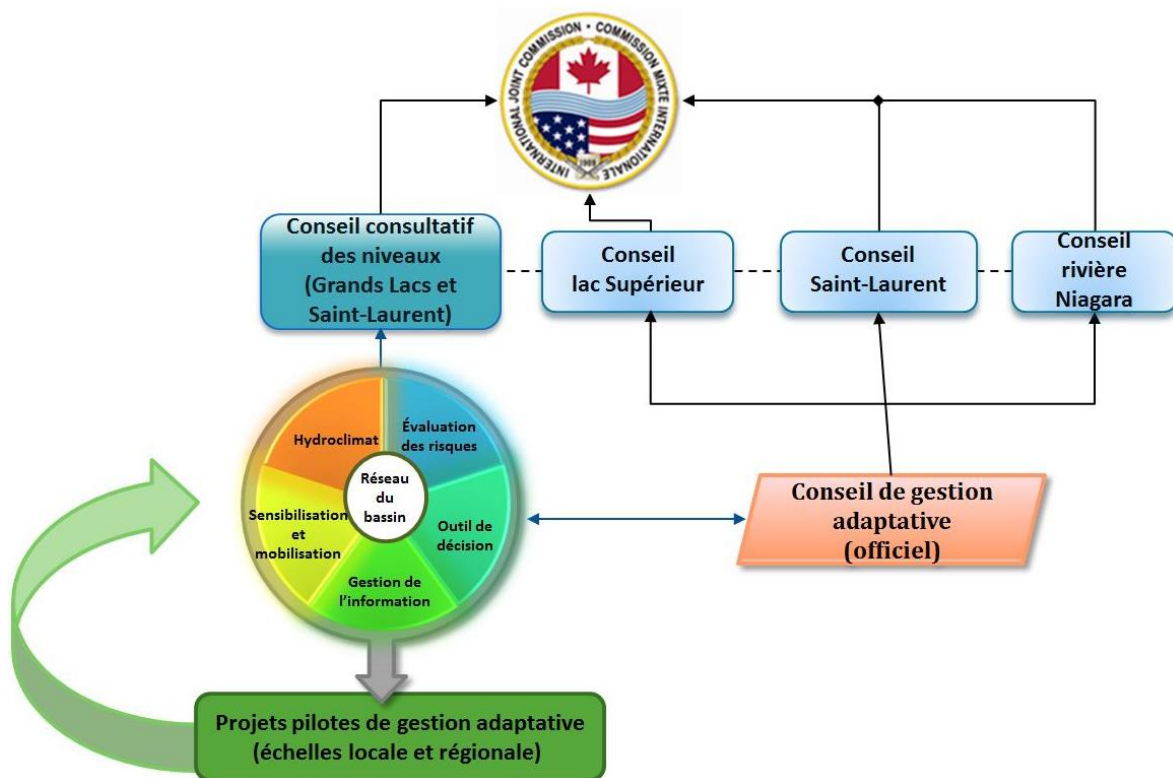 INTERNATIONAL JOINT COMMISSION • COMMISSION MIXTE INTERNATIONALE
1909
Conseil consultatif
des niveaux
(Grands Lacs et
Saint-Laurent)
Conseil
lac Supérieur
Conseil
Saint-Laurent
Conseil
rivière
Niagara
Hydroclimat
Évaluation
des risques
Réseau
du
bassin
Sensibilisation
et
mobilisation
Outil de
décision
Gestion de
l’information
Conseil de gestion
adaptative
(officiel)
Projets pilotes de gestion adaptative
(échelles locale et régionale)